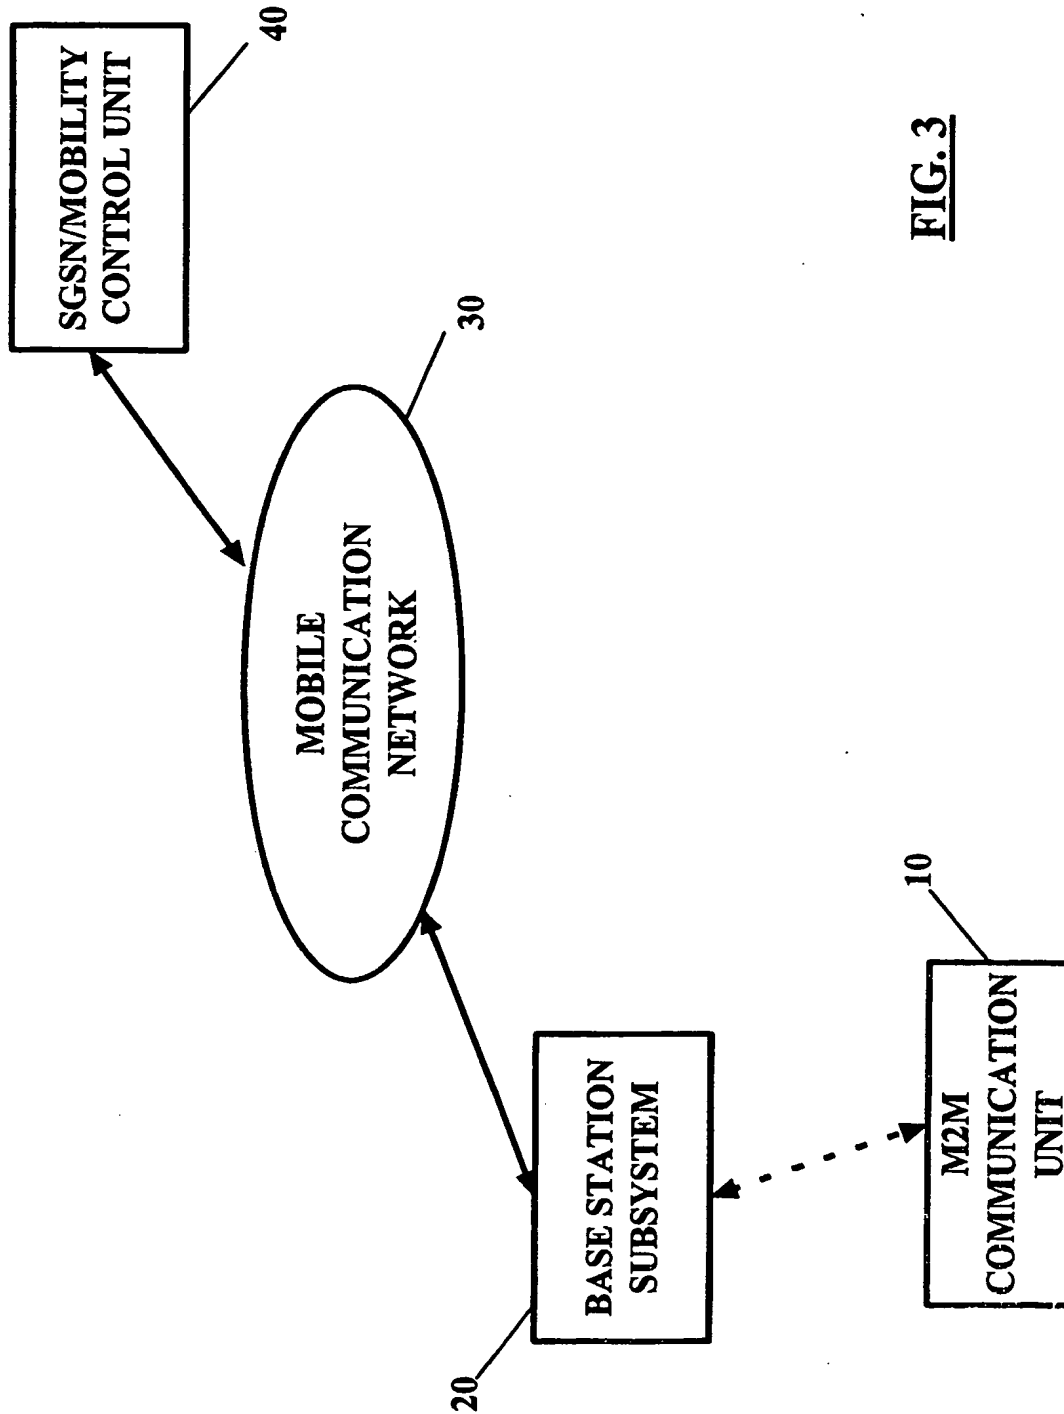 40
SGSN/MOBILITY
CONTROL UNIT
30
MOBILE
COMMUNICATION
NETWORK
20
BASE STATION
SUBSYSTEM
10
M2M
COMMUNICATION
UNIT
FIG. 3